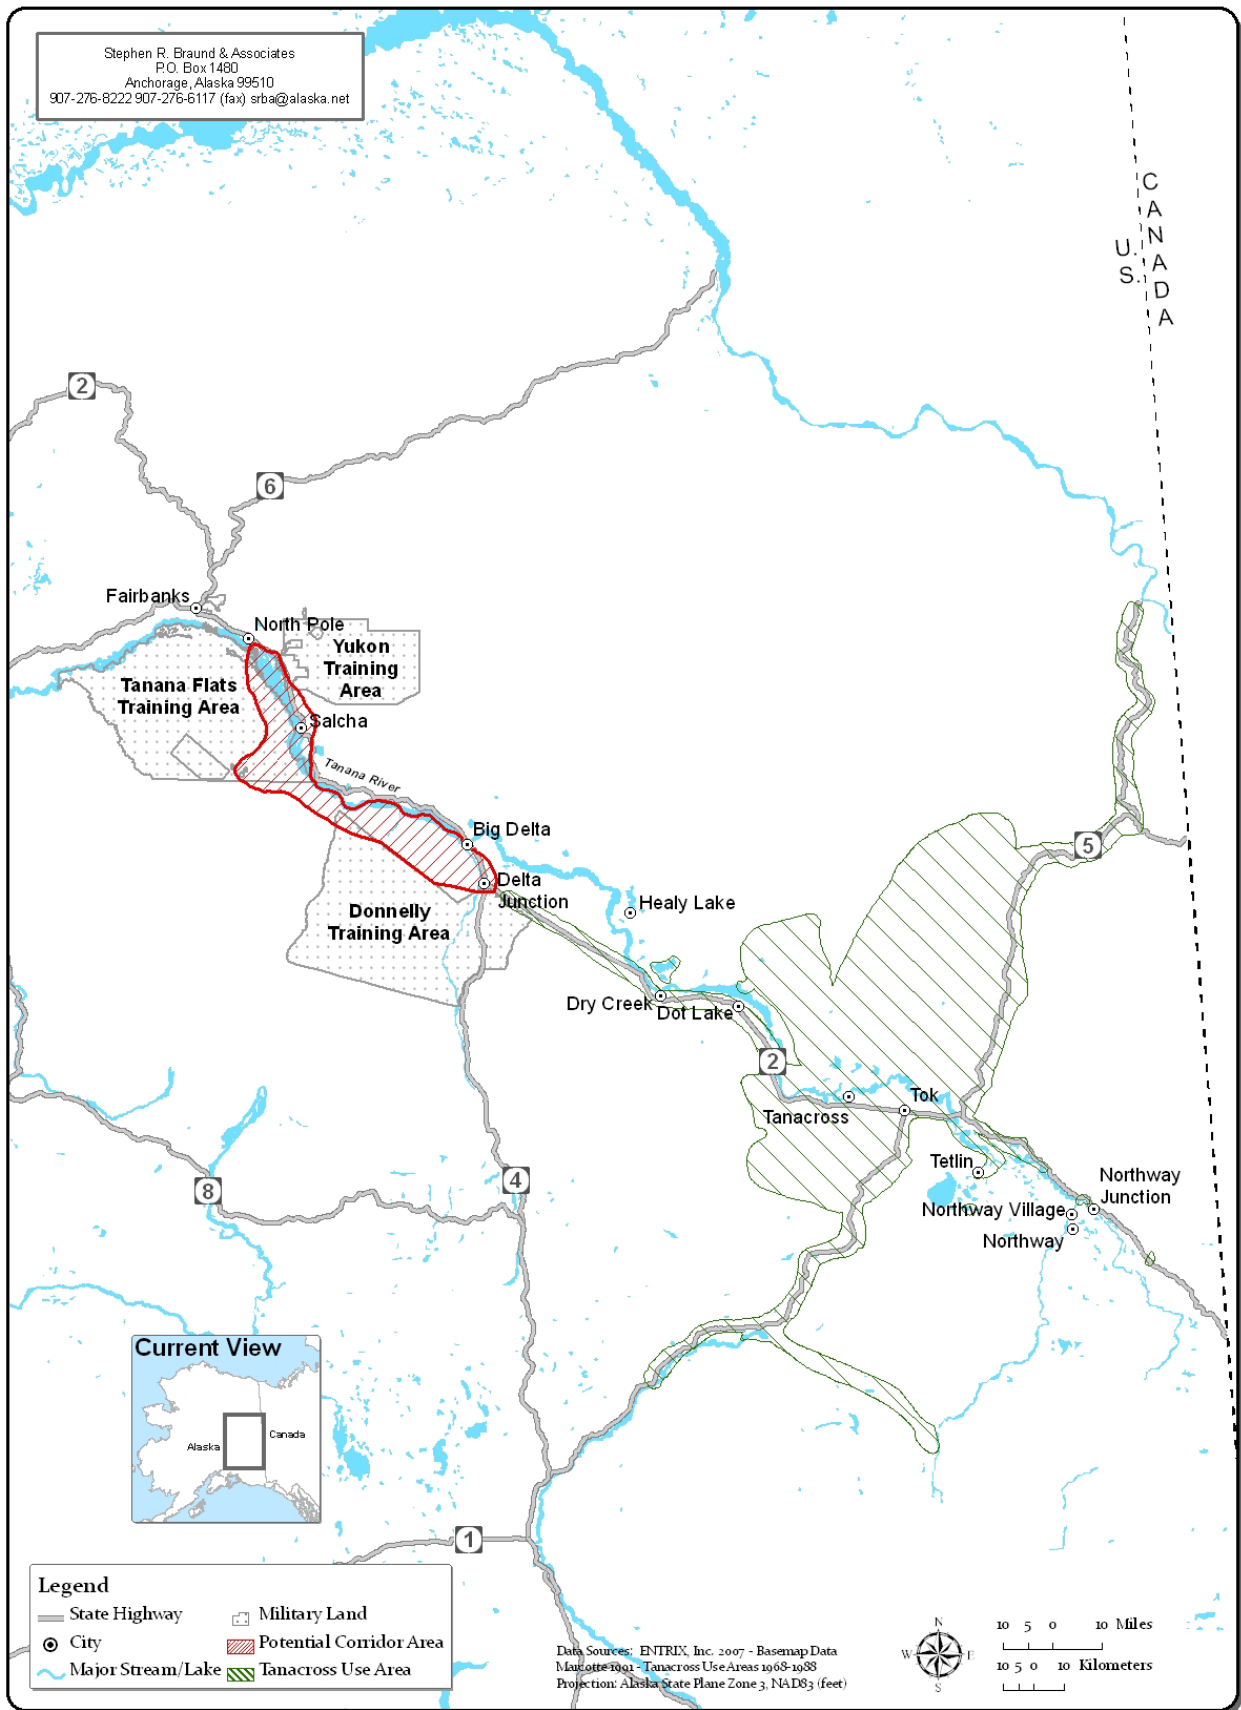 Stephen R. Braund & Associates
P.O. Box 1480
Anchorage, Alaska 99510
907-276-8222 907-276-6117 (fax) srba@alaska.net
CANADA
U.S.
2
6
Fairbanks
North Pole
Yukon
Training
Area
Tanana Flats
Training Area
Salcha
Tanana River
Big Delta
Delta
Junction
Healy Lake
Donnelly
Training Area
5
Dry Creek
Dot Lake
2
Tok
Tanacross
Tetlin
Northway
Junction
Northway Village
Northway
8
4
Current View
Alaska
Canada
1
Legend
State Highway
City
Major Stream/Lake
Military Land
Potential Corridor Area
Tanacross Use Area
Data Sources: ENTRIX, Inc. 2007 - Basemap Data
Marcotte 1991 - Tanacross Use Areas 1968-1988
Projection: Alaska State Plane Zone 3, NAD83 (feet)
N
W
E
S
10 5 0 10 Miles
10 5 0 10 Kilometers